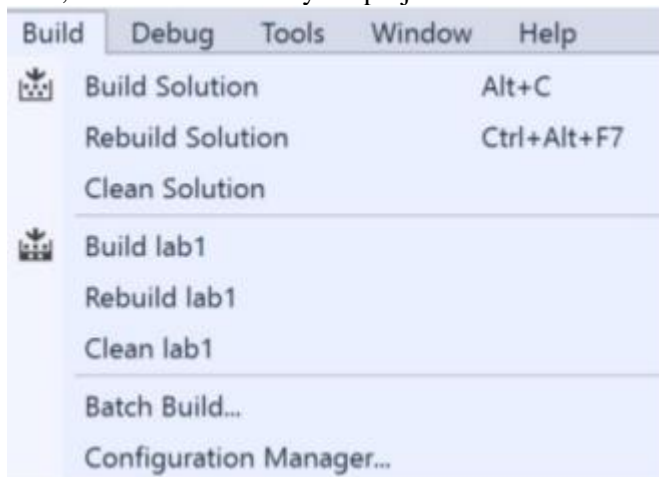 Build Debug Tools Window Help
Build Solution Alt+C
Rebuild Solution Ctrl+Alt+F7
Clean Solution
Build lab1
Rebuild lab1
Clean lab1
Batch Build...
Configuration Manager...